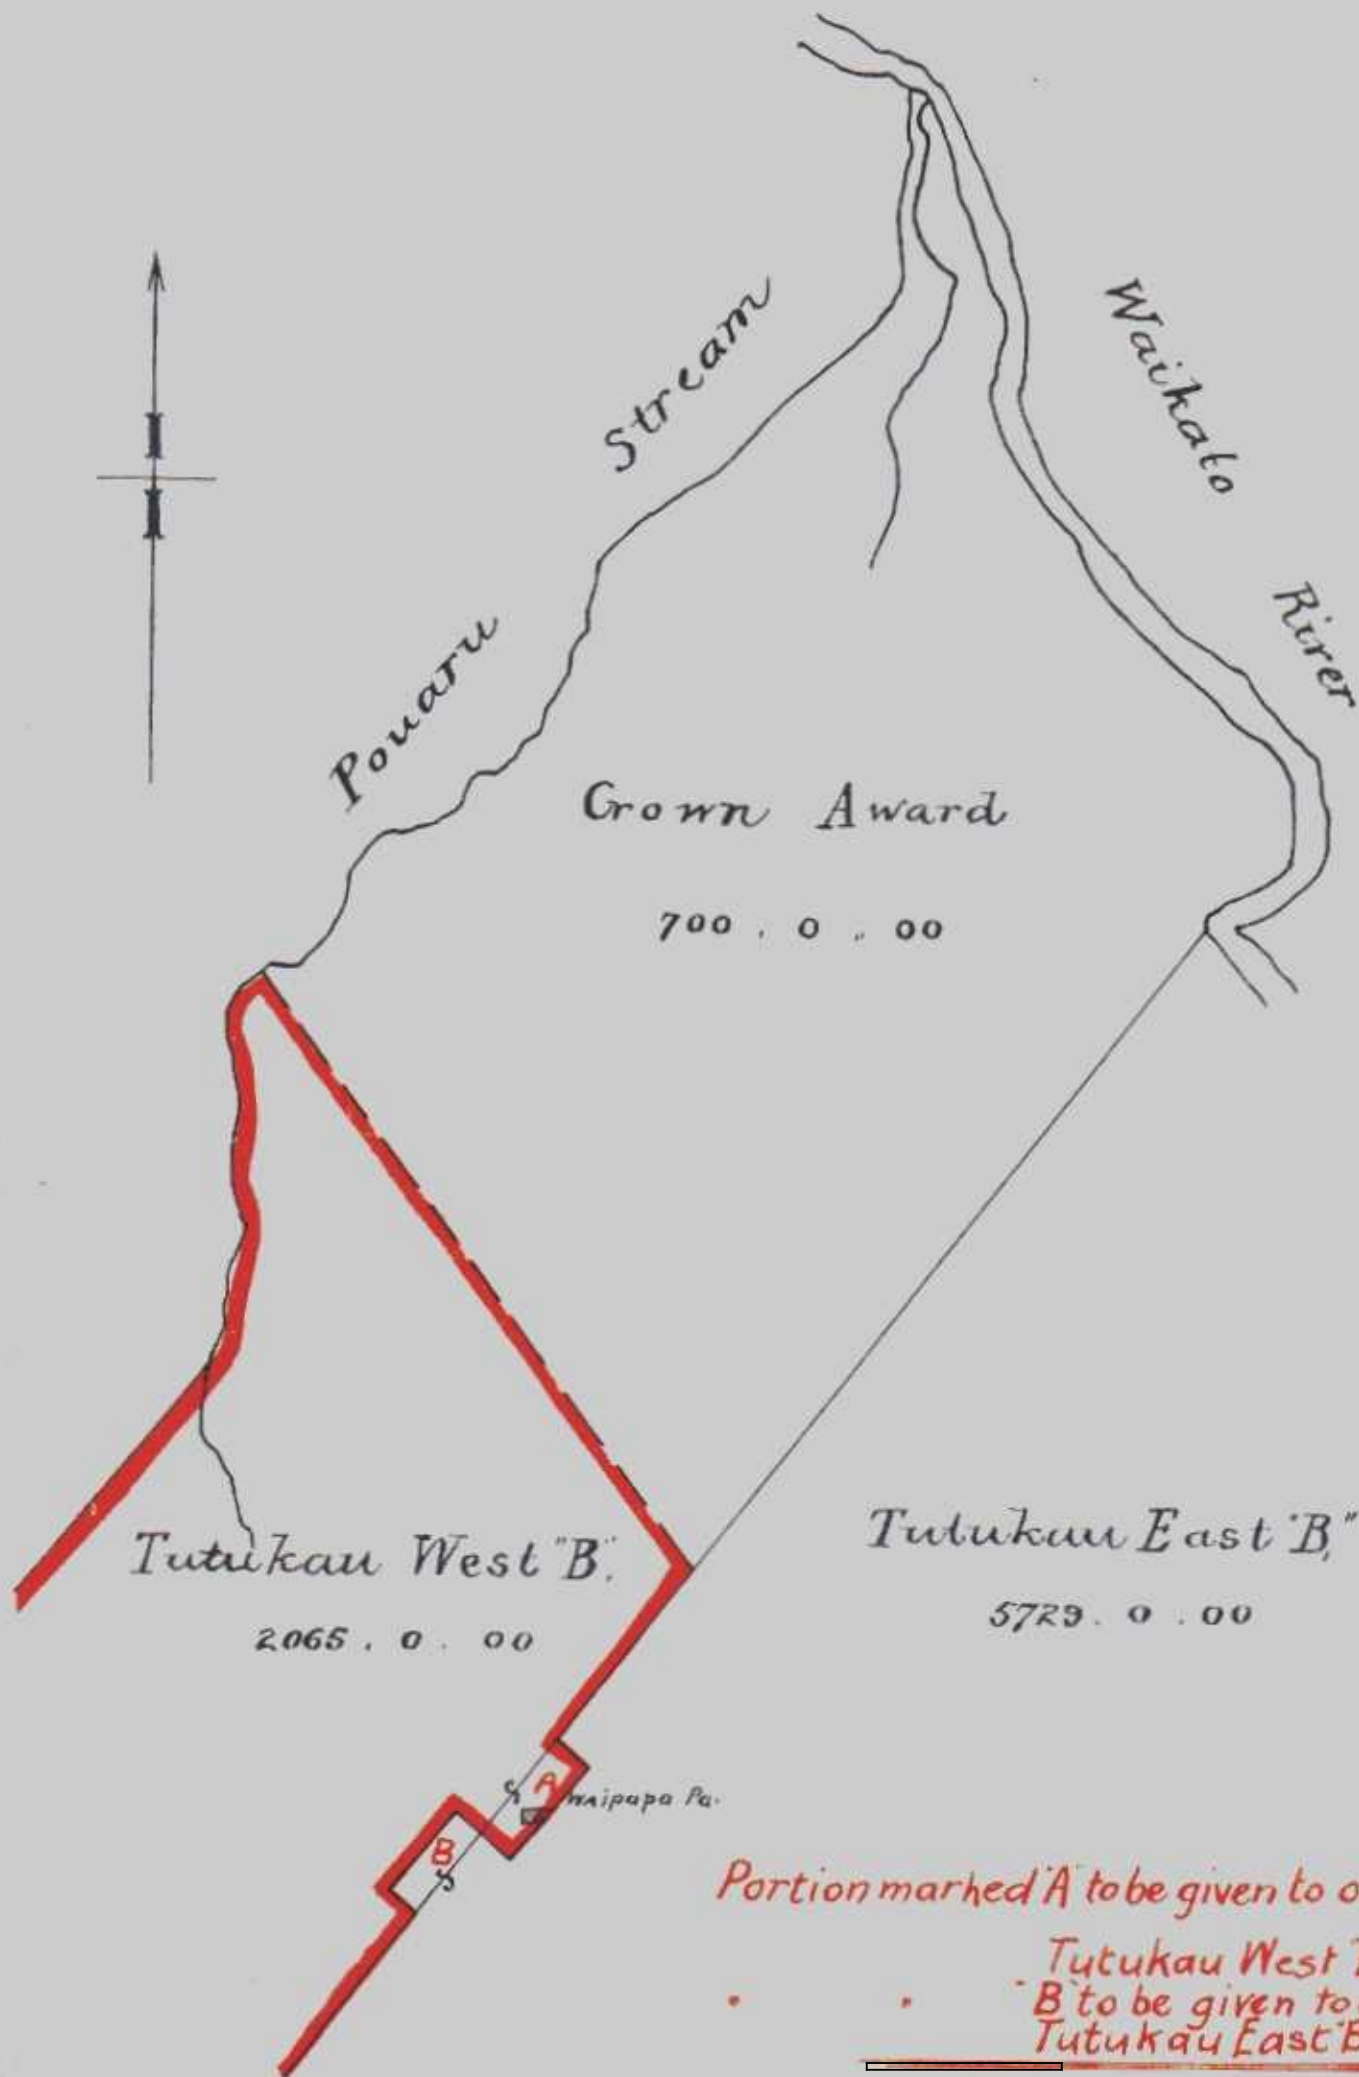 Waikato
River
Pouaru Stream
Crown Award
700 . 0 . 00
Tutukau West "B".
2065 . 0 . 00
Tutukau East "B,"
5729 . 0 . 00
A
Waipapa Pa.
B
Portion marked "A" to be given to
Tutukau West
" " "B" to be given to
Tutukau East "B